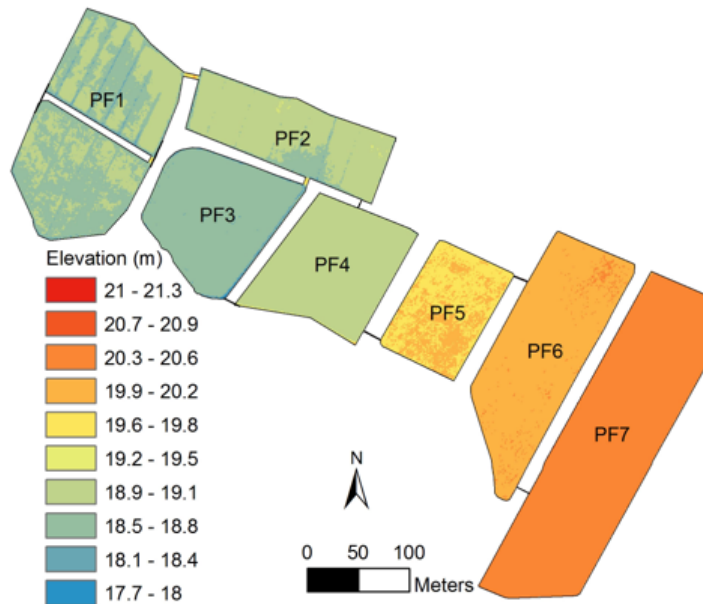 PF1
PF2
PF3
PF4
PF5
PF6
PF7
Elevation (m)
21 - 21.3
20.7 - 20.9
20.3 - 20.6
19.9 - 20.2
19.6 - 19.8
19.2 - 19.5
18.9 - 19.1
18.5 - 18.8
18.1 - 18.4
17.7 - 18
N
0 50 100
Meters